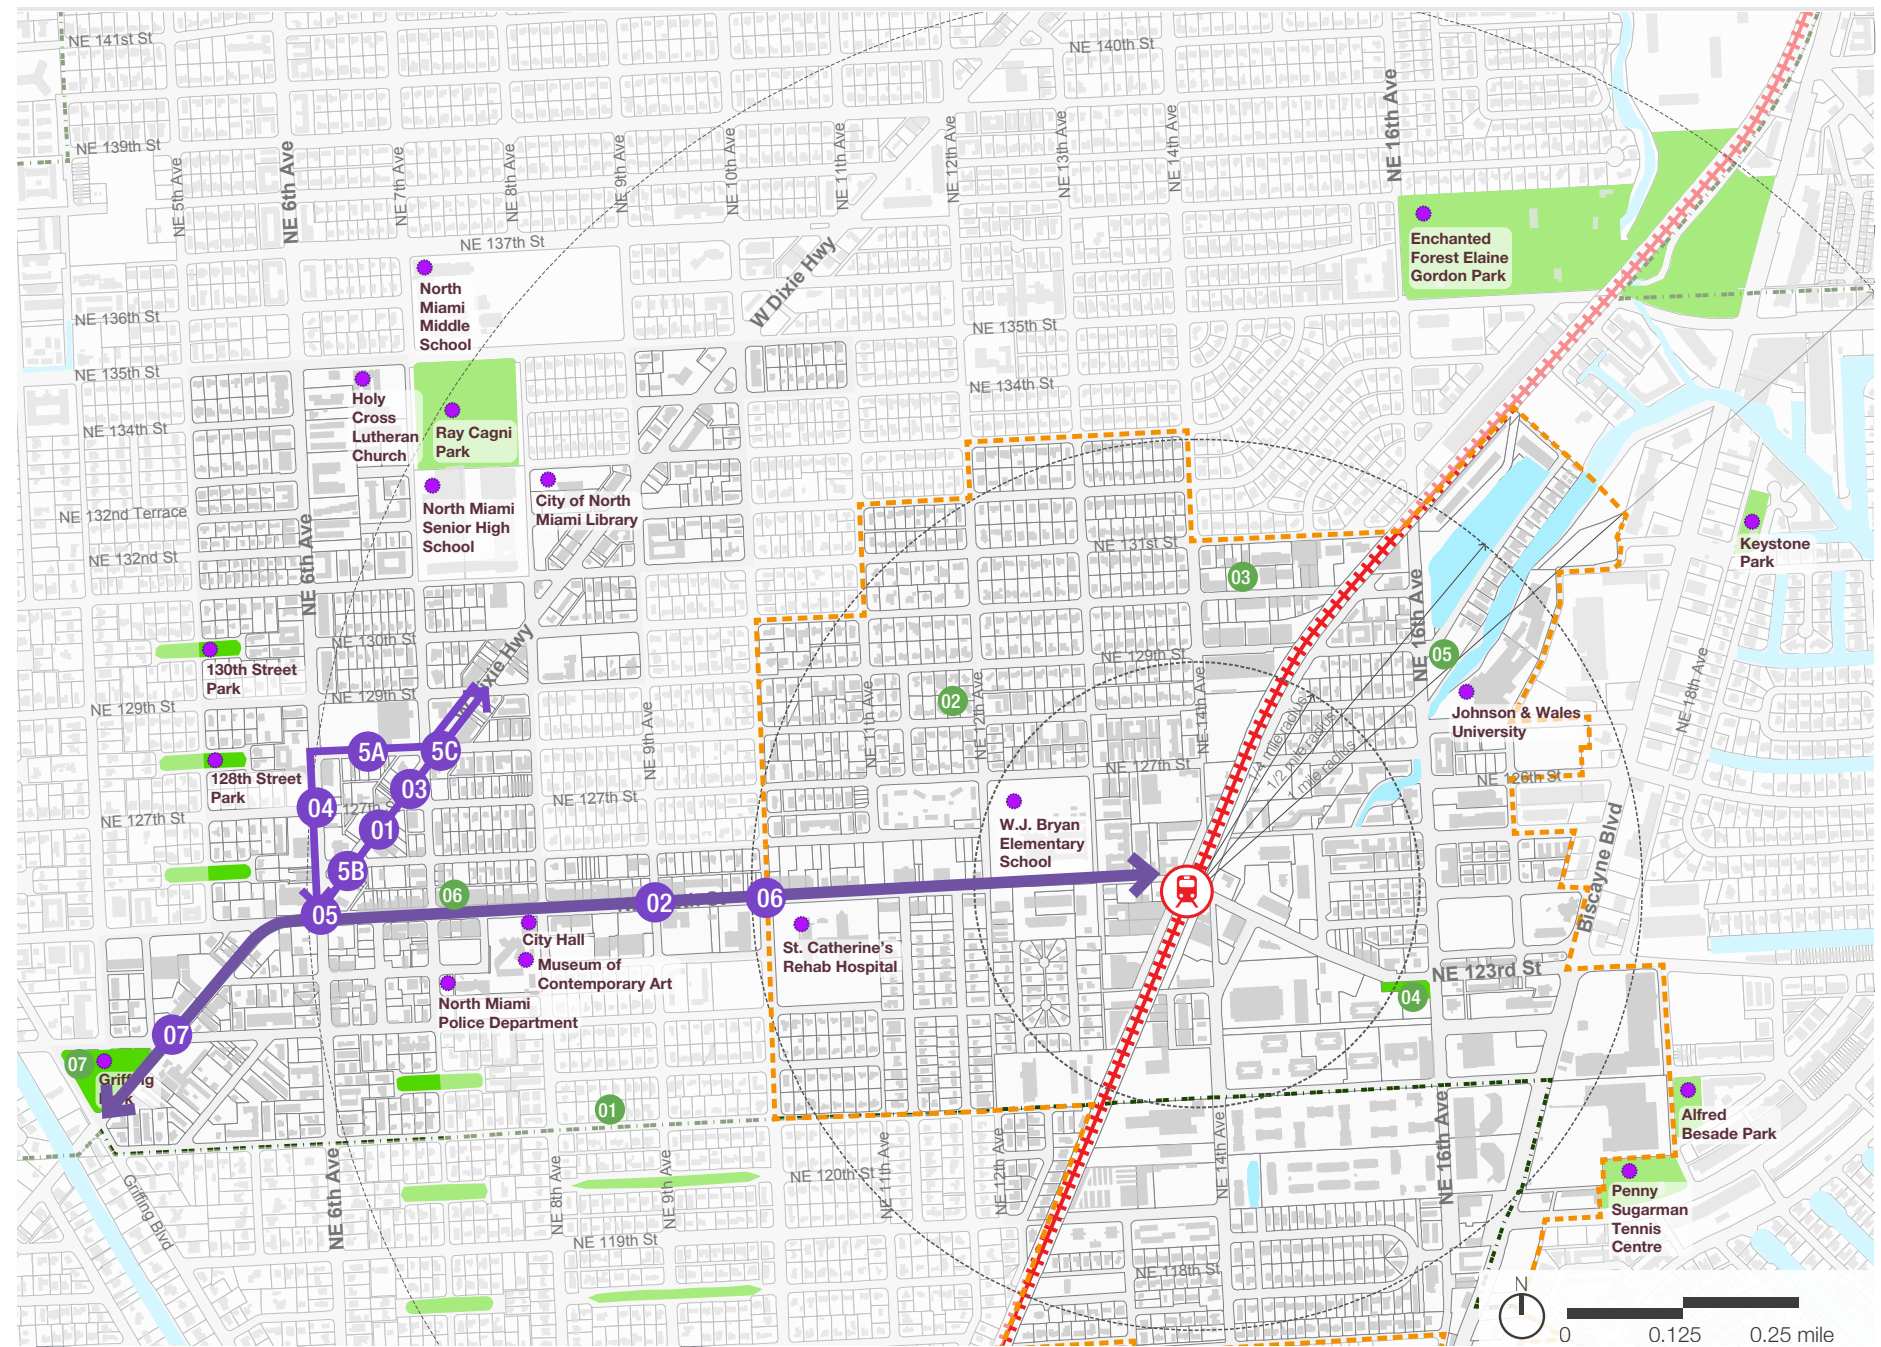 NE 141st St
NE 140th St
NE 139th St
NE 5th Ave
NE 6th Ave
NE 7th Ave
NE 8th Ave
NE 9th Ave
NE 10th Ave
NE 11th Ave
NE 12th Ave
NE 13th Ave
NE 14th Ave
NE 16th Ave
NE 137th St
W Dixie Hwy
Enchanted
Forest Elaine
Gordon Park
North
Miami
Middle
School
NE 136th St
NE 135th St
NE 135th St
NE 134th St
NE 134th St
Holy
Cross
Lutheran
Church
Ray Cagni
Park
North Miami
Senior High
School
City of North
Miami Library
NE 132nd Terrace
NE 132nd St
NE 6th Ave
NE 131st St
03
Keystone
Park
NE 130th St
130th Street
Park
NE 129th St
NE 129th St
NE 129th St
Dixie Hwy
NE 16th Ave
05
NE 18th Ave
Johnson & Wales
University
02
NE 9th Ave
NE 11th Ave
NE 12th Ave
NE 14th Ave
1/4 mile radius
1/2 mile radius
1 mile radius
5A
5C
128th Street
Park
03
04
127th St
NE 127th St
NE 127th St
NE 127th St
NE 126th St
01
5B
W.J. Bryan
Elementary
School
Biscayne Blvd
05
06
02
06
City Hall
Museum of
Contemporary Art
North Miami
Police Department
St. Catherine's
Rehab Hospital
NE 123rd St
04
07
07
Griffing
01
Alfred
Besade Park
NE 6th Ave
NE 8th Ave
NE 9th Ave
NE 11th Ave
NE 12th Ave
NE 14th Ave
NE 16th Ave
NE 120th St
Griffing Blvd
NE 119th St
NE 118th St
Penny
Sugarman
Tennis
Centre
N
0 0.125 0.25 mile